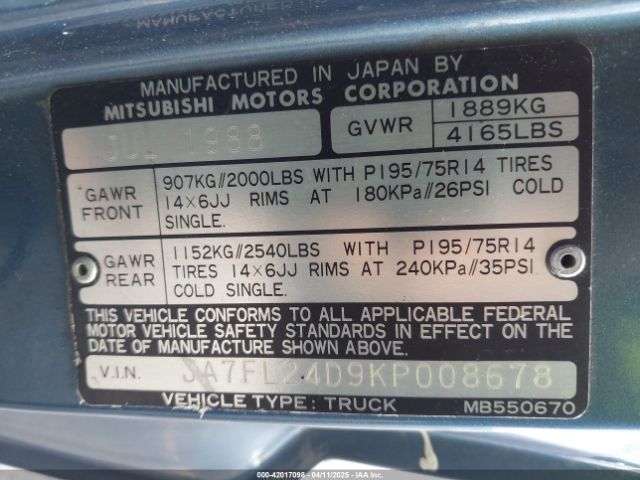 MANUFACTURED IN JAPAN BY
MITSUBISHI MOTORS CORPORATION
JUL 1988
GVWR
1889KG
4165LBS
GAWR
FRONT
907KG//2000LBS WITH P195/75R14 TIRES
14×6JJ RIMS AT 180KPa//26PSI COLD
SINGLE.
GAWR
REAR
1152KG//2540LBS WITH P195/75R14
TIRES 14×6JJ RIMS AT 240KPa//35PSI
COLD SINGLE.
THIS VEHICLE CONFORMS TO ALL APPLICABLE FEDERAL
MOTOR VEHICLE SAFETY STANDARDS IN EFFECT ON THE
DATE OF MANUFACTURE SHOWN ABOVE.
V.I.N. JA7FL24D9KP008678
VEHICLE TYPE: TRUCK MB550670
000-42017098 - 04/11/2025 - IAAI.com